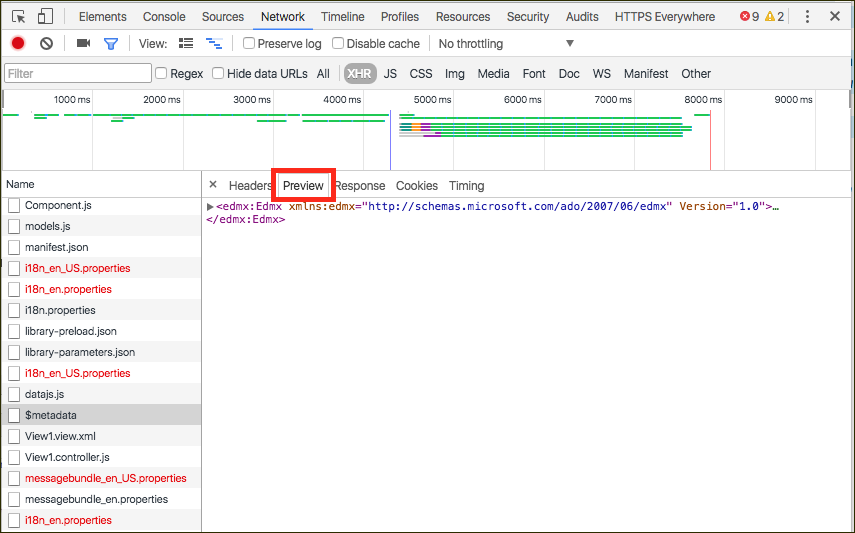 Elements Console Sources Network Timeline Profiles Resources Security Audits HTTPS Everywhere 9 2
View: Preserve log Disable cache No throttling
Filter Regex Hide data URLs All XHR JS CSS Img Media Font Doc WS Manifest Other
1000 ms 2000 ms 3000 ms 4000 ms 5000 ms 6000 ms 7000 ms 8000 ms 9000 ms
Name
Component.js
models.js
manifest.json
i18n_en_US.properties
i18n_en.properties
i18n.properties
library-preload.json
library-parameters.json
i18n_en_US.properties
datajs.js
$metadata
View1.view.xml
View1.controller.js
messagebundle_en_US.properties
messagebundle_en.properties
i18n_en.properties
Headers Preview Response Cookies Timing
<edmx:Edmx xmlns:edmx="http://schemas.microsoft.com/ado/2007/06/edmx" Version="1.0">…
</edmx:Edmx>